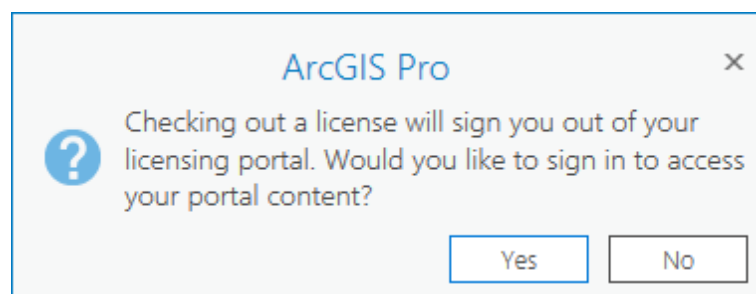 ArcGIS Pro
Checking out a license will sign you out of your
licensing portal. Would you like to sign in to access
your portal content?
Yes
No